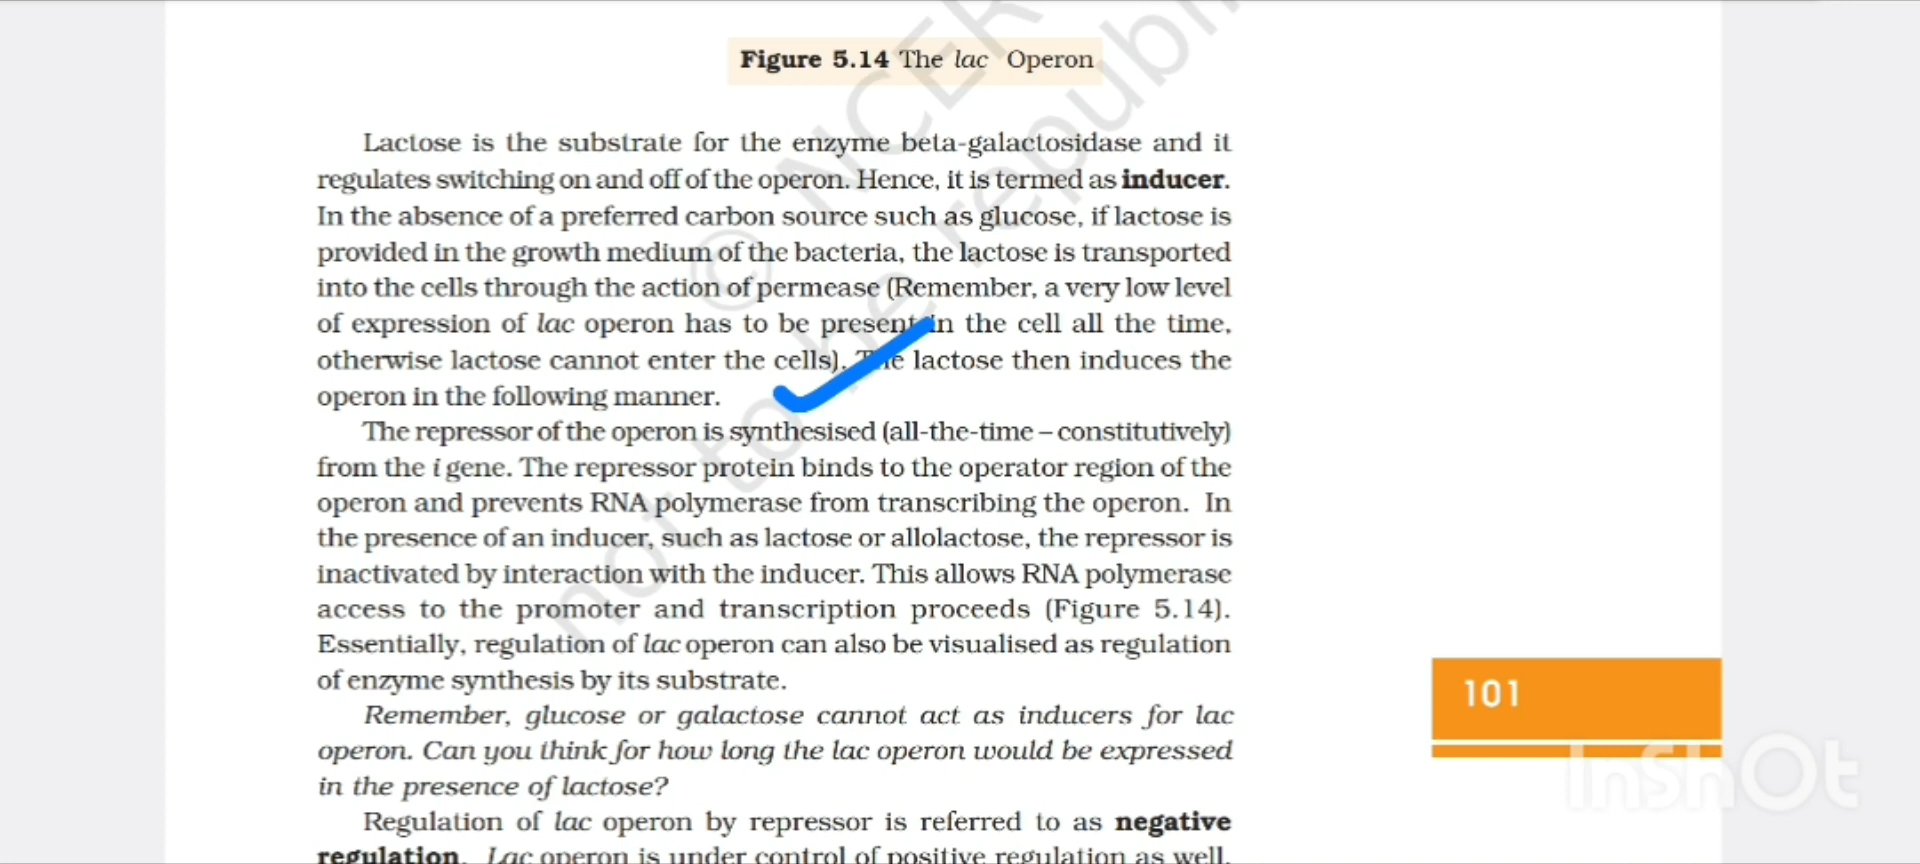 Figure 5.14 The lac Operon
Lactose is the substrate for the enzyme beta-galactosidase and it
regulates switching on and off of the operon. Hence, it is termed as inducer.
In the absence of a preferred carbon source such as glucose, if lactose is
provided in the growth medium of the bacteria, the lactose is transported
into the cells through the action of permease (Remember, a very low level
of expression of lac operon has to be present in the cell all the time,
otherwise lactose cannot enter the cells). The lactose then induces the
operon in the following manner.
The repressor of the operon is synthesised (all-the-time – constitutively)
from the i gene. The repressor protein binds to the operator region of the
operon and prevents RNA polymerase from transcribing the operon. In
the presence of an inducer, such as lactose or allolactose, the repressor is
inactivated by interaction with the inducer. This allows RNA polymerase
access to the promoter and transcription proceeds (Figure 5.14).
Essentially, regulation of lac operon can also be visualised as regulation
of enzyme synthesis by its substrate.
Remember, glucose or galactose cannot act as inducers for lac
operon. Can you think for how long the lac operon would be expressed
in the presence of lactose?
Regulation of lac operon by repressor is referred to as negative
regulation. Lac operon is under control of positive regulation as well,
101
© NCER
not to be republi
InShOt